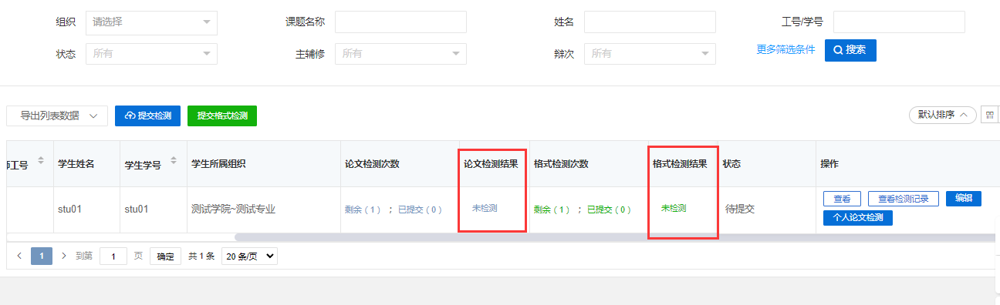 组织 请选择 课题名称 姓名 工号/学号
状态 所有 主辅修 所有 辩次 所有 更多筛选条件 搜索
导出列表数据 提交检测 提交格式检测 默认排序
工号 学生姓名 学生学号 学生所属组织 论文检测次数 论文检测结果 格式检测次数 格式检测结果 状态 操作
stu01 stu01 测试学院~测试专业 剩余（1）；已提交（0） 未检测 剩余（1）；已提交（0） 未检测 待提交 查看 查看检测记录 编辑
个人论文检测
1 到第 1 页 确定 共 1 条 20 条/页